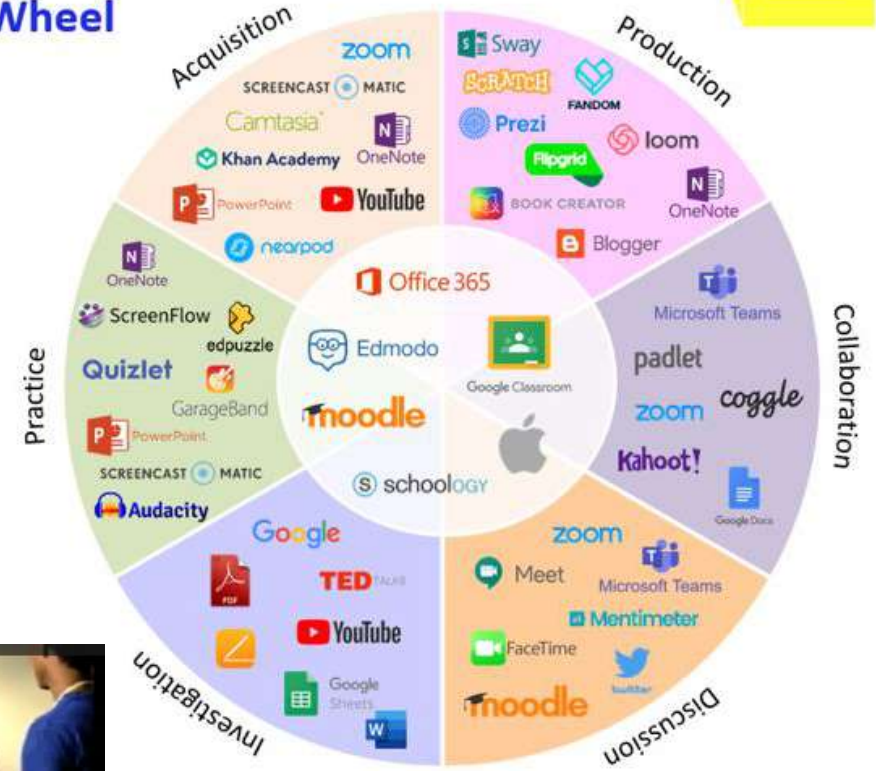 Wheel
Acquisition
zoom
SCREENCAST MATIC
Camtasia
N
OneNote
Khan Academy
P
PowerPoint
YouTube
nearpod
Production
S
Sway
SCRATCH
FANDOM
Prezi
loom
Flipgrid
N
OneNote
BOOK CREATOR
B
Blogger
Collaboration
T
Microsoft Teams
padlet
coggle
zoom
Kahoot!
Google Docs
Discussion
zoom
Meet
T
Microsoft Teams
Mentimeter
FaceTime
twitter
moodle
Investigation
Google
PDF
TED TALKS
YouTube
Google
Sheets
W
Practice
N
OneNote
ScreenFlow
edpuzzle
Quizlet
GarageBand
P
PowerPoint
SCREENCAST MATIC
Audacity
Office 365
Edmodo
Google Classroom
moodle
S
schoology